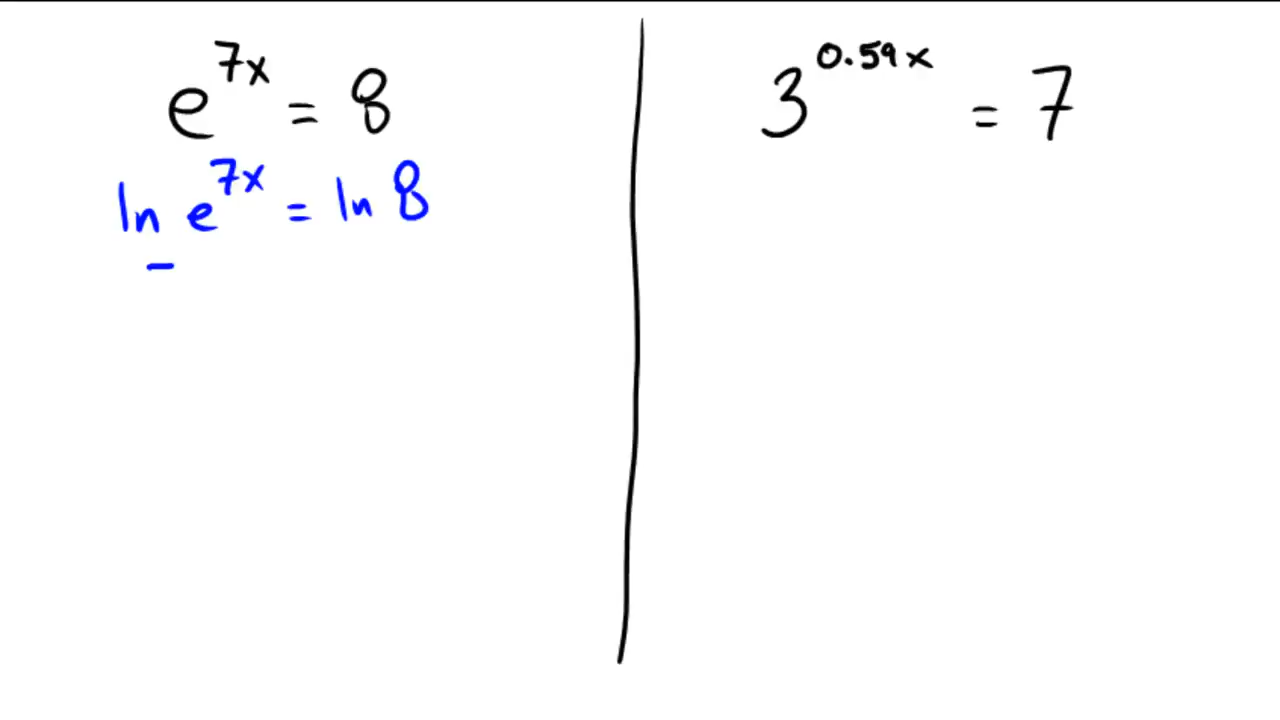 e^{7x} = 8
ln e^{7x} = ln 8
3^{0.59x} = 7